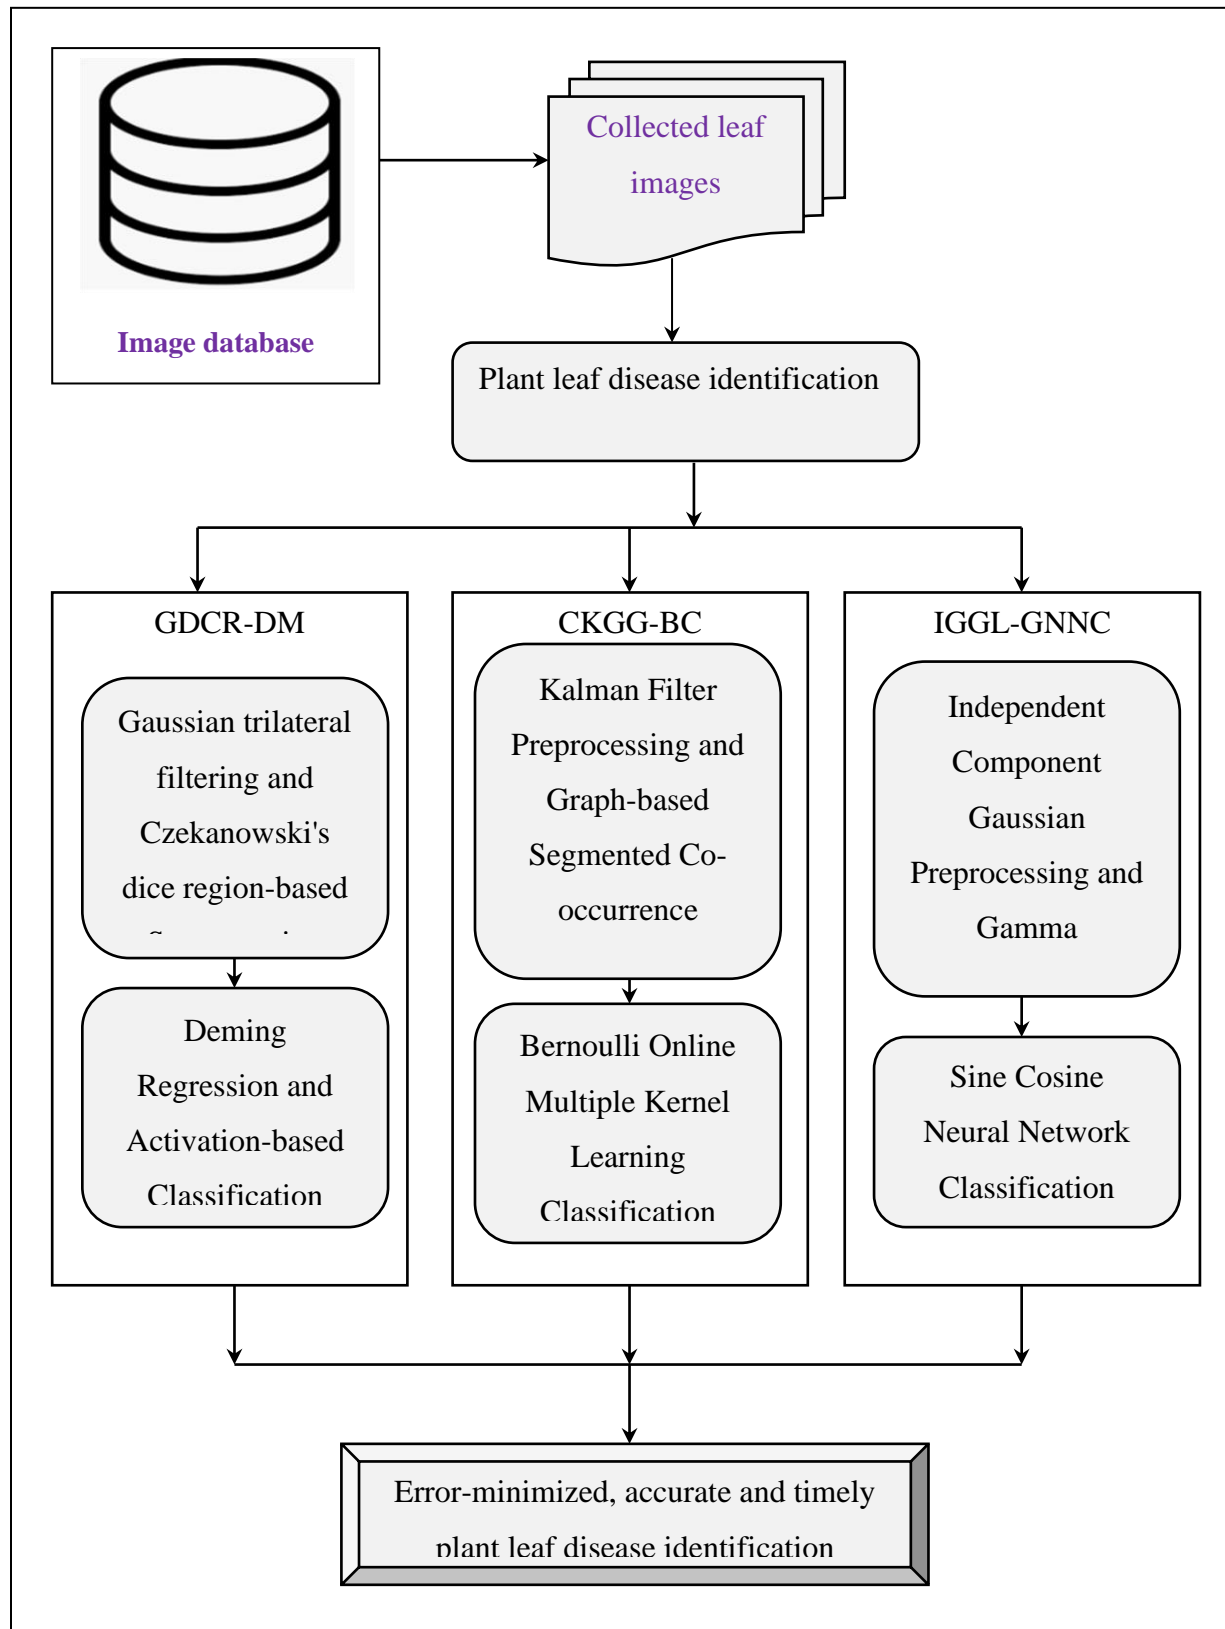 Collected leaf
images
Image database
Plant leaf disease identification
GDCR-DM
Gaussian trilateral
filtering and
Czekanowski's
dice region-based
Deming
Regression and
Activation-based
Classification
CKGG-BC
Kalman Filter
Preprocessing and
Graph-based
Segmented Co-
occurrence
Bernoulli Online
Multiple Kernel
Learning
Classification
IGGL-GNNC
Independent
Component
Gaussian
Preprocessing and
Gamma
Sine Cosine
Neural Network
Classification
Error-minimized, accurate and timely
plant leaf disease identification